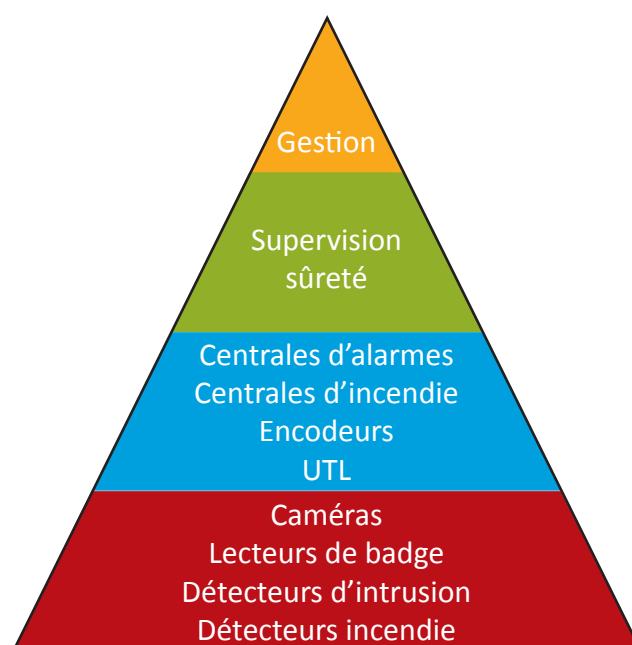 Gestion
Supervision
sûreté
Centrales d’alarmes
Centrales d’incendie
Encodeurs
UTL
Caméras
Lecteurs de badge
Détecteurs d’intrusion
Détecteurs incendie